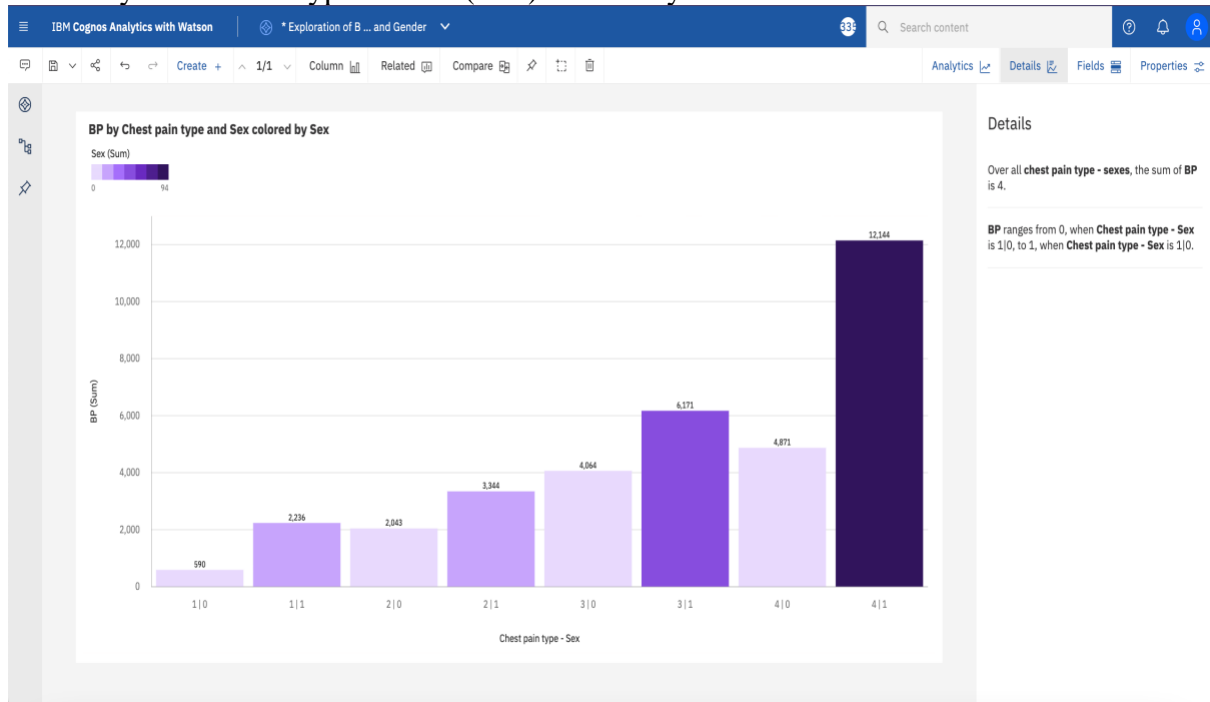 IBM Cognos Analytics with Watson
* Exploration of B ... and Gender
Search content
Create +
1/1
Column
Related
Compare
Analytics
Details
Fields
Properties
BP by Chest pain type and Sex colored by Sex
Sex (Sum)
0 94
12,000
10,000
8,000
6,000
4,000
2,000
0
BP (Sum)
590
2,236
2,043
3,344
4,064
6,171
4,871
12,144
1|0 1|1 2|0 2|1 3|0 3|1 4|0 4|1
Chest pain type - Sex
Details
Over all chest pain type - sexes, the sum of BP
is 4.
BP ranges from 0, when Chest pain type - Sex
is 1|0, to 1, when Chest pain type - Sex is 1|0.